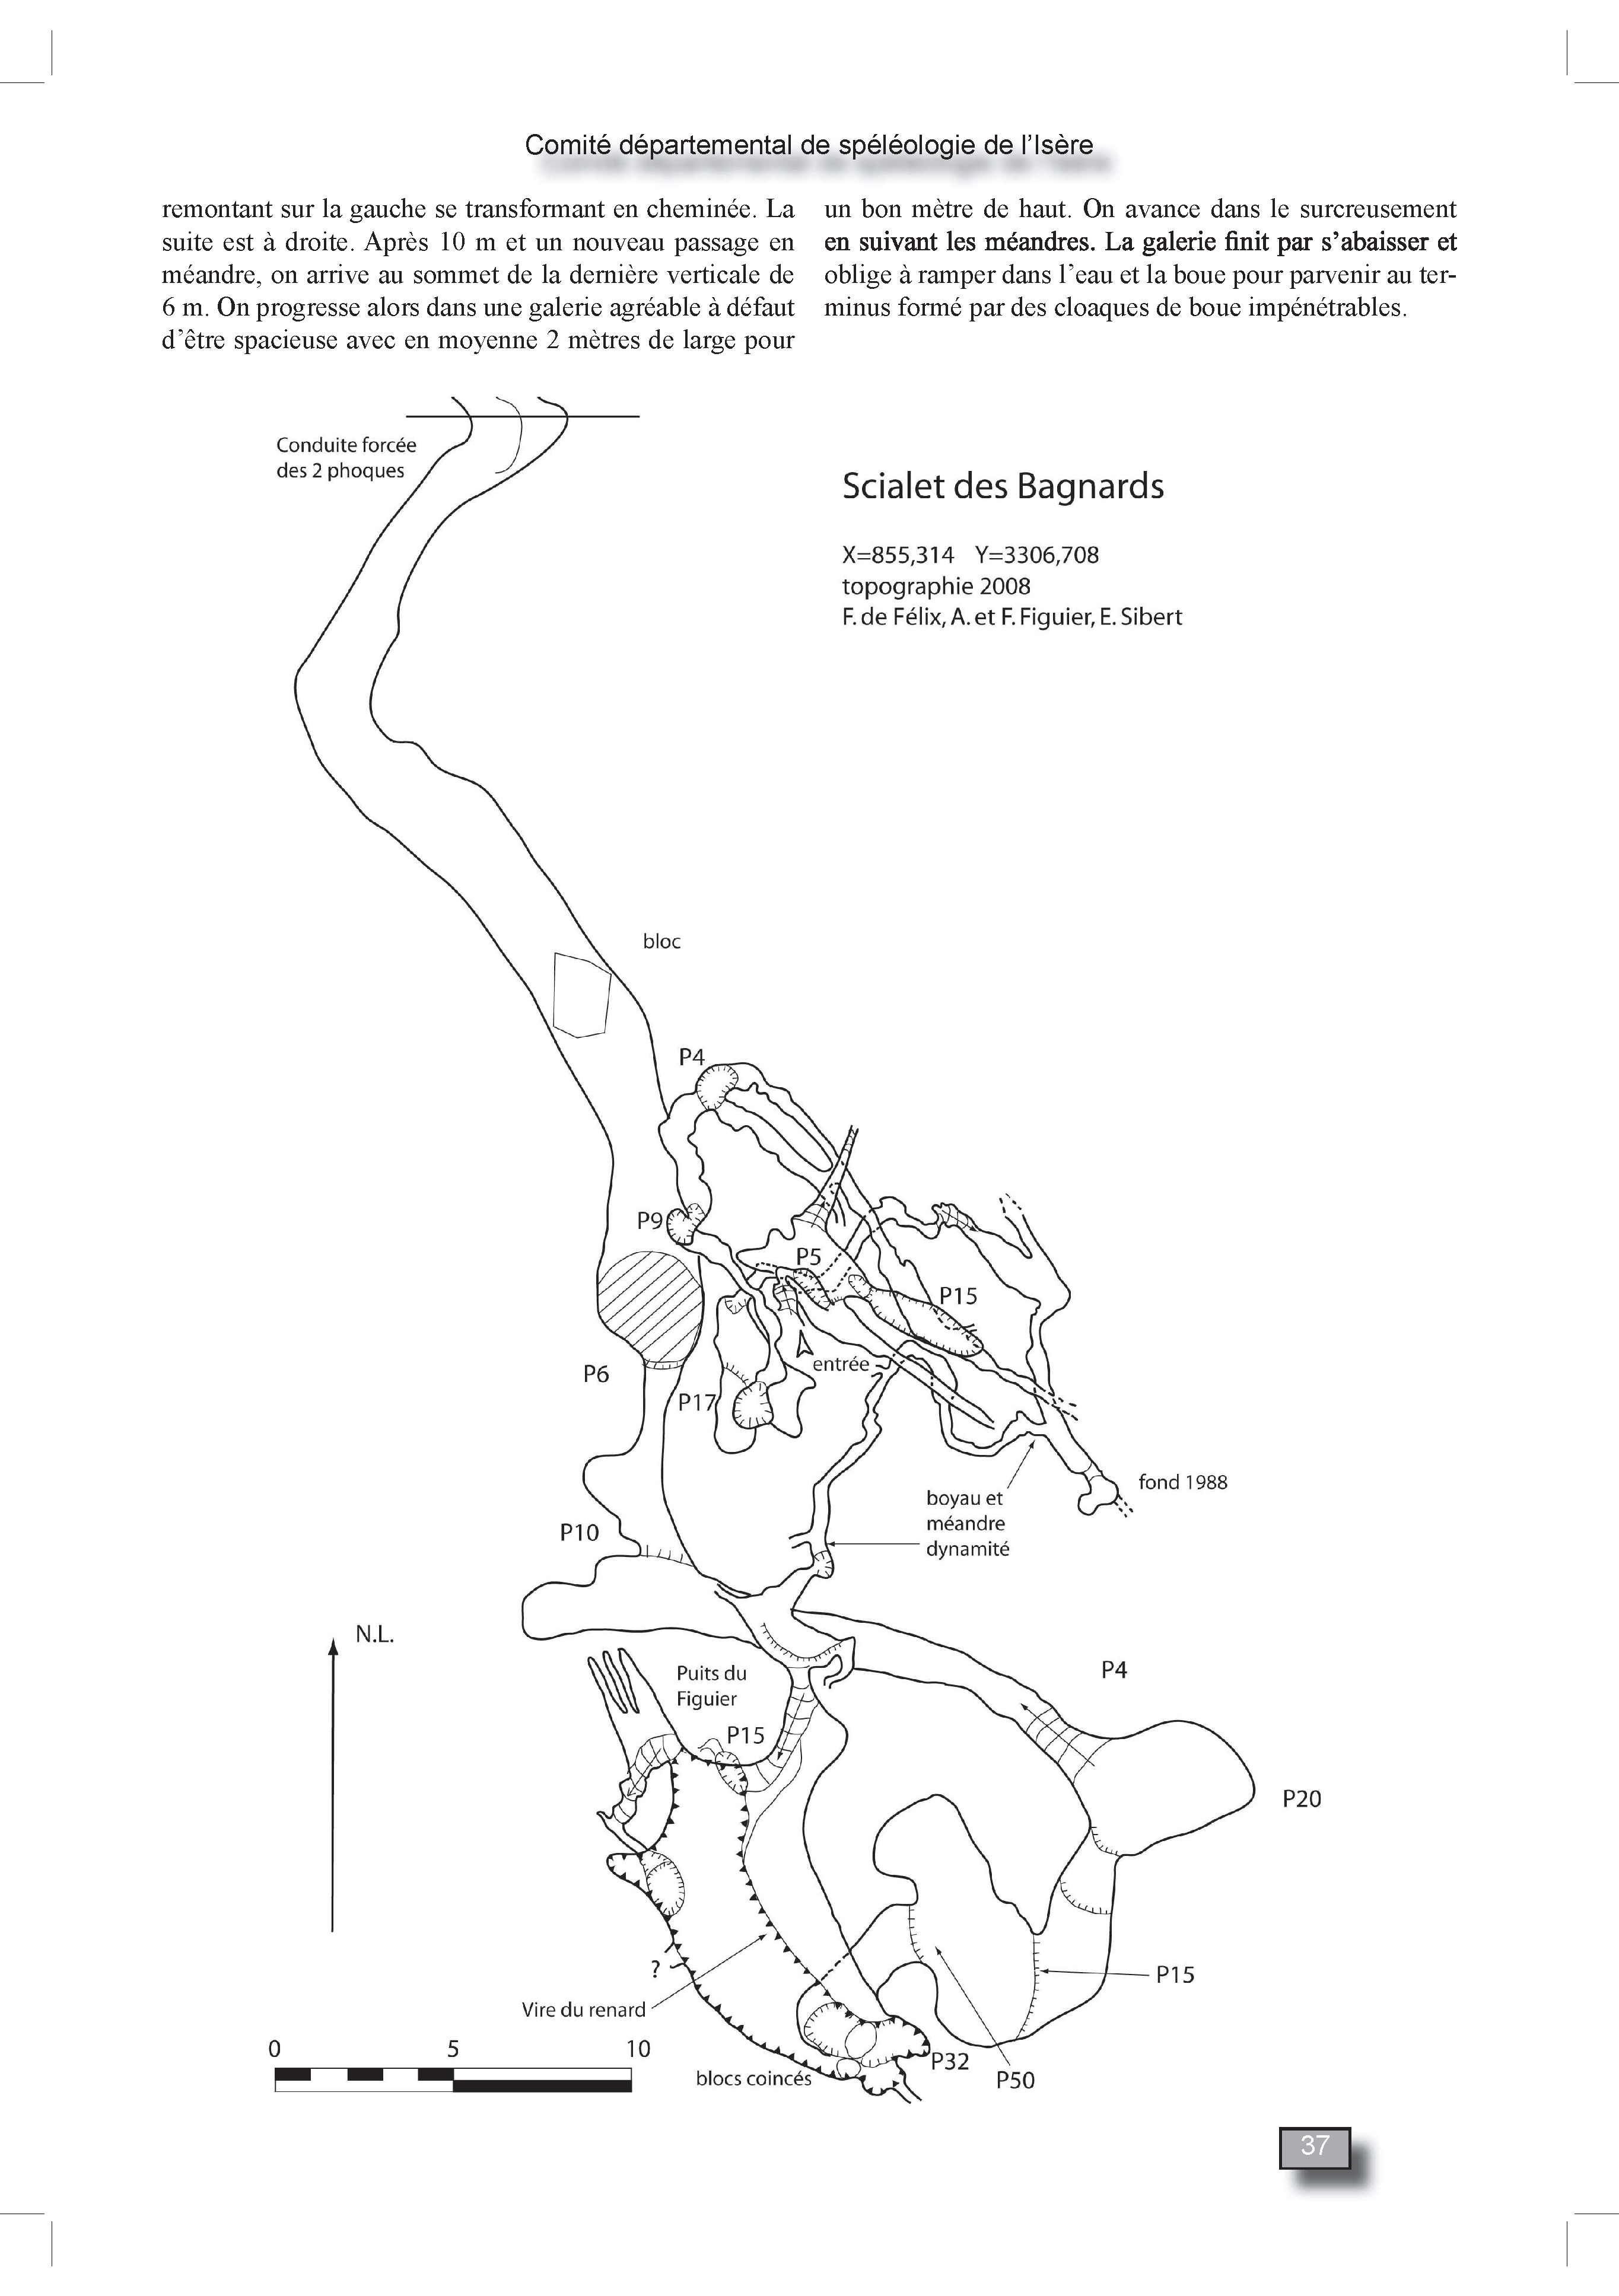 Comité départemental de spéléologie de l'Isère
remontant sur la gauche se transformant en cheminée. La
suite est à droite. Après 10 m et un nouveau passage en
méandre, on arrive au sommet de la dernière verticale de
6 m. On progresse alors dans une galerie agréable à défaut
d'être spacieuse avec en moyenne 2 mètres de large pour
un bon mètre de haut. On avance dans le surcreusement
en suivant les méandres. La galerie finit par s'abaisser et
oblige à ramper dans l'eau et la boue pour parvenir au ter-
minus formé par des cloaques de boue impénétrables.
Conduite forcée
des 2 phoques
Scialet des Bagnards
X=855,314 Y=3306,708
topographie 2008
F. de Félix, A. et F. Figuier, E. Sibert
bloc
P4
P9
P5
P15
entrée
P6
P17
fond 1988
boyau et
méandre
dynamité
P10
N.L.
Puits du
Figuier
P4
P15
P20
?
P15
Vire du renard
0 5 10
P32
blocs coincés
P50
37